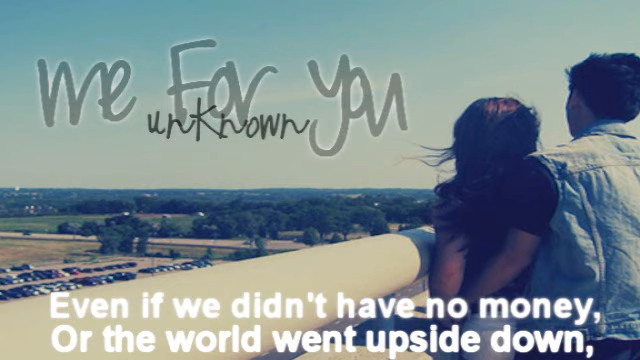 Me For You
unKnown
Even if we didn't have no money,
Or the world went upside down,